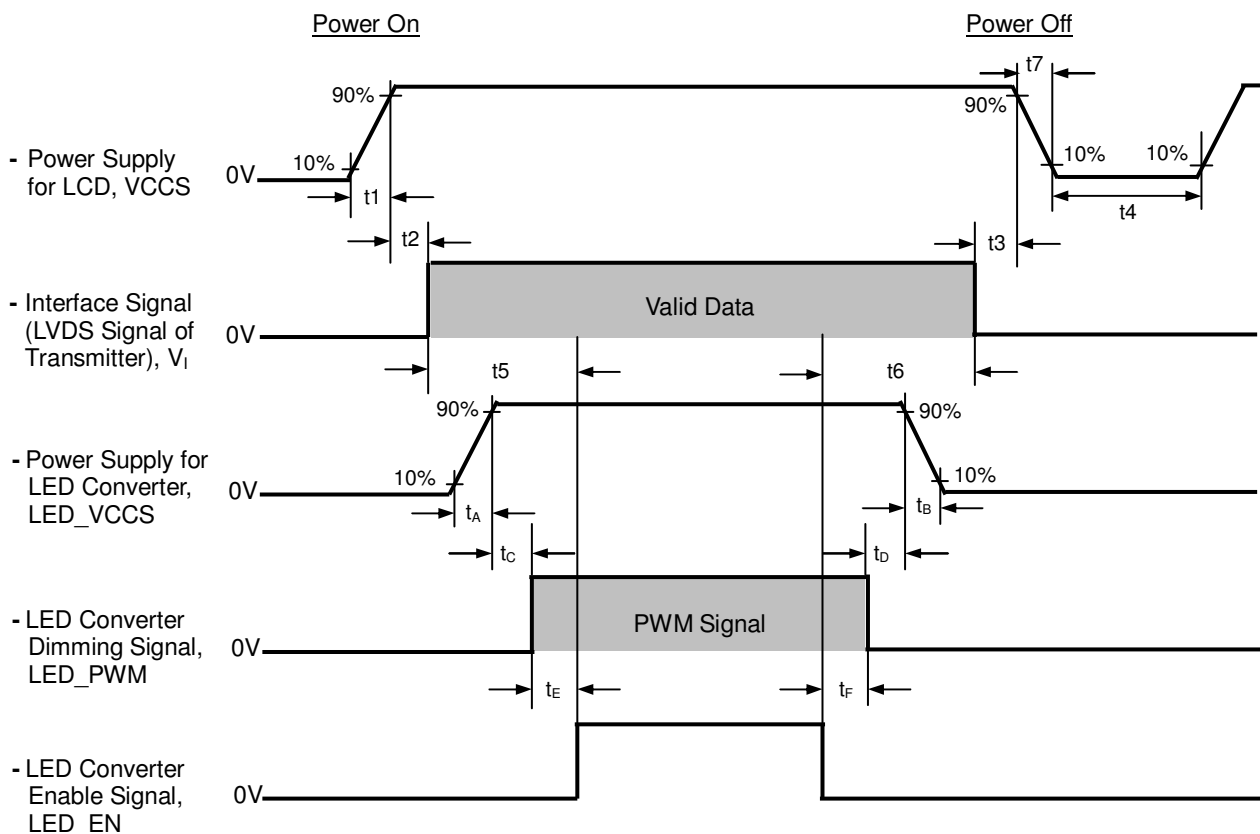 Power On
Power Off
t7
90%
90%
- Power Supply
for LCD, VCCS
10%
10%
10%
0V
t1
t4
t2
t3
- Interface Signal
(LVDS Signal of
Transmitter), VI
0V
Valid Data
t5
t6
90%
90%
- Power Supply for
LED Converter,
LED_VCCS
10%
10%
0V
tA
tB
tC
tD
- LED Converter
Dimming Signal,
LED_PWM
0V
PWM Signal
tE
tF
- LED Converter
Enable Signal,
LED_EN
0V